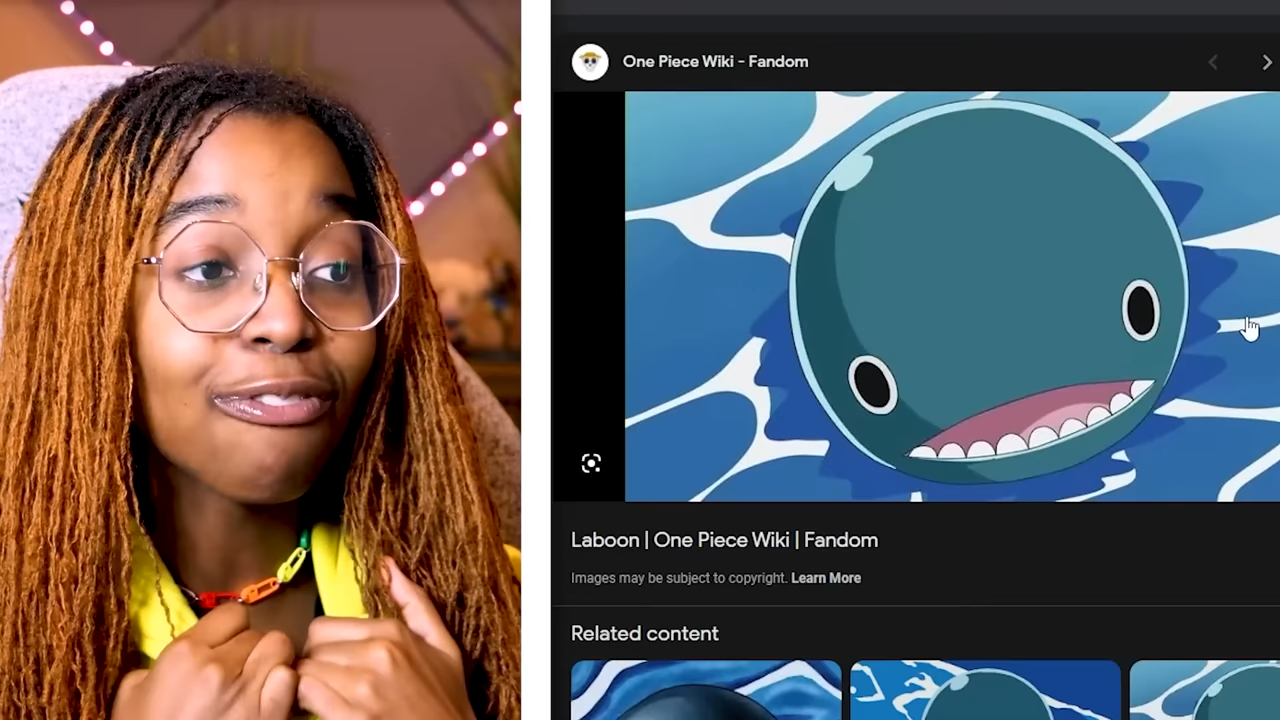 One Piece Wiki - Fandom
Laboon | One Piece Wiki | Fandom
Images may be subject to copyright. Learn More
Related content